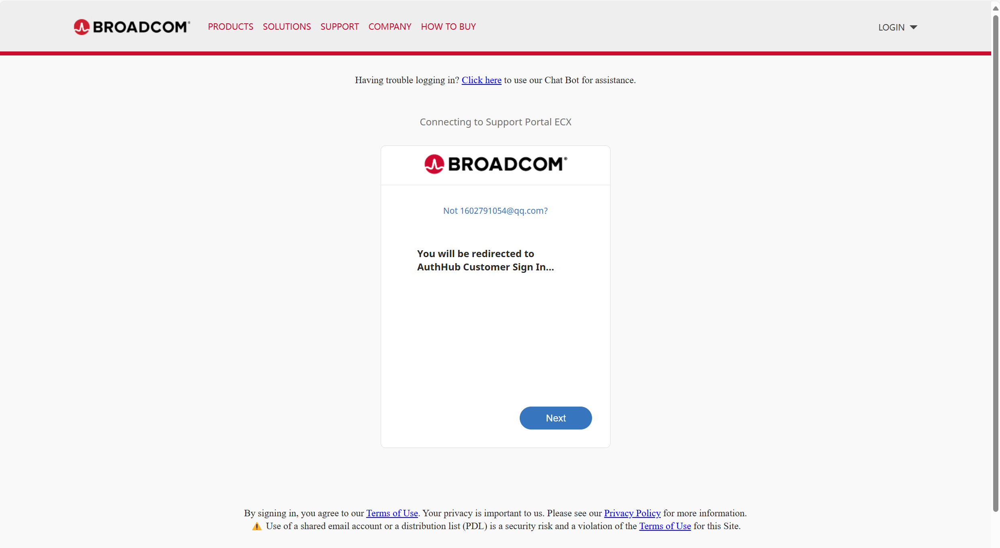 BROADCOM®
PRODUCTS SOLUTIONS SUPPORT COMPANY HOW TO BUY
LOGIN
Having trouble logging in? Click here to use our Chat Bot for assistance.
Connecting to Support Portal ECX
BROADCOM®
Not 1602791054@qq.com?
You will be redirected to
AuthHub Customer Sign In...
Next
By signing in, you agree to our Terms of Use. Your privacy is important to us. Please see our Privacy Policy for more information.
⚠ Use of a shared email account or a distribution list (PDL) is a security risk and a violation of the Terms of Use for this Site.